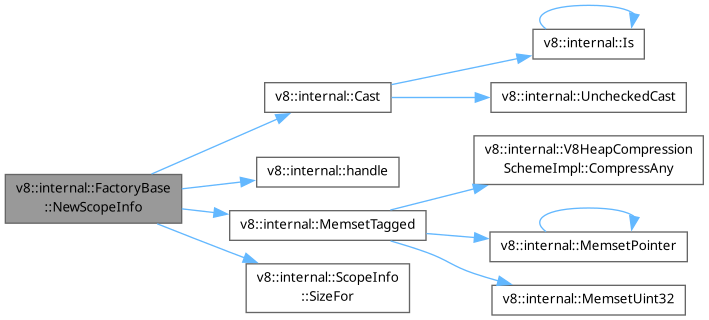 v8::internal::FactoryBase
::NewScopeInfo
v8::internal::Cast
v8::internal::handle
v8::internal::MemsetTagged
v8::internal::ScopeInfo
::SizeFor
v8::internal::Is
v8::internal::UncheckedCast
v8::internal::V8HeapCompression
SchemeImpl::CompressAny
v8::internal::MemsetPointer
v8::internal::MemsetUint32